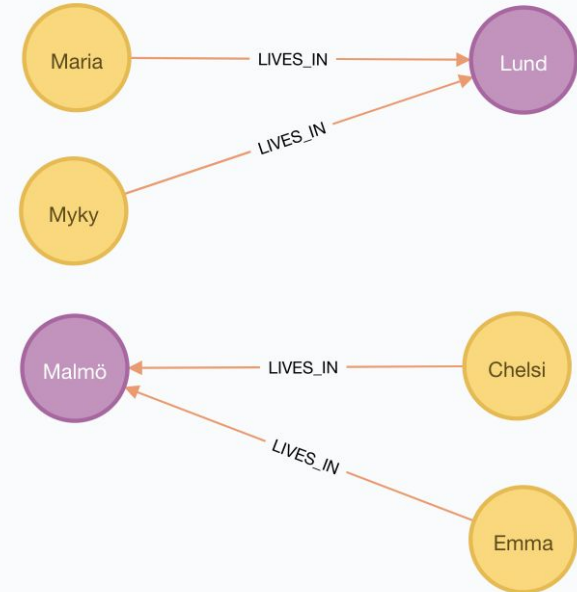 Maria
LIVES_IN
Lund
LIVES_IN
Myky
Malmö
LIVES_IN
Chelsi
LIVES_IN
Emma